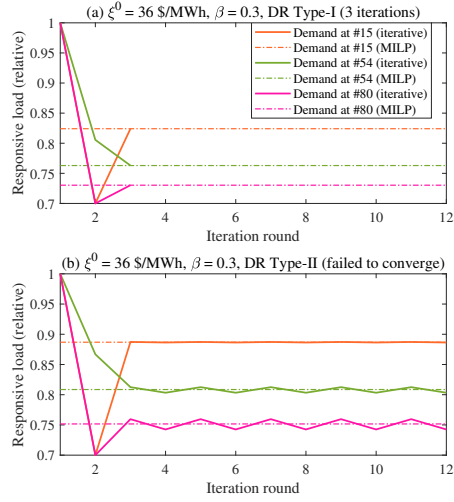 (a) ξ⁰ = 36 $/MWh, β = 0.3, DR Type-I (3 iterations)
Responsive load (relative)
1
0.95
0.9
0.85
0.8
0.75
0.7
Demand at #15 (iterative)
Demand at #15 (MILP)
Demand at #54 (iterative)
Demand at #54 (MILP)
Demand at #80 (iterative)
Demand at #80 (MILP)
2 4 6 8 10 12
Iteration round
(b) ξ⁰ = 36 $/MWh, β = 0.3, DR Type-II (failed to converge)
Responsive load (relative)
1
0.95
0.9
0.85
0.8
0.75
0.7
2 4 6 8 10 12
Iteration round